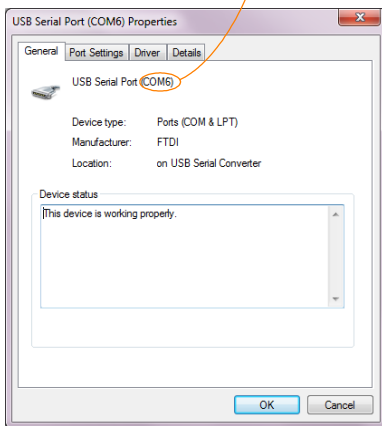 USB Serial Port (COM6) Properties
General Port Settings Driver Details
USB Serial Port (COM6)
Device type: Ports (COM & LPT)
Manufacturer: FTDI
Location: on USB Serial Converter
Device status
This device is working properly.
OK Cancel